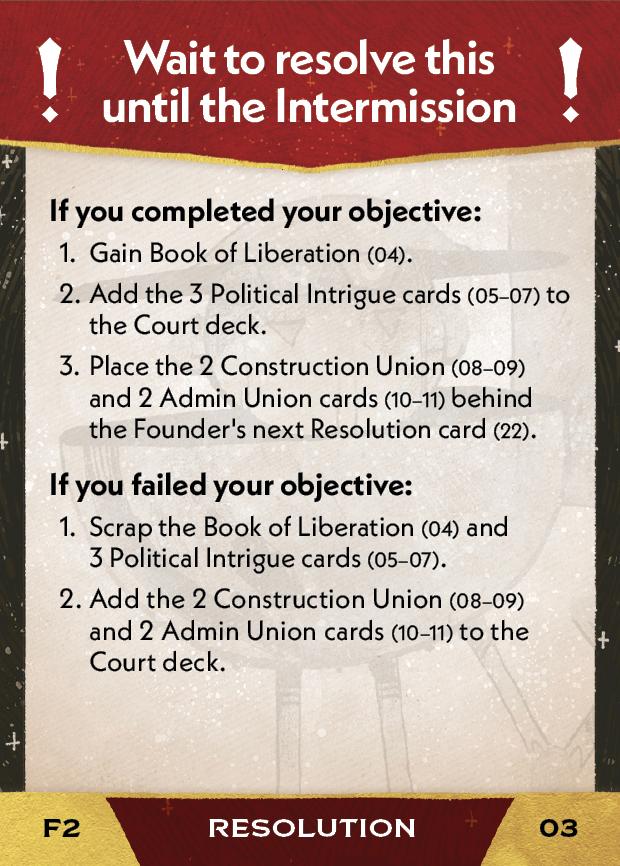 ! Wait to resolve this !
until the Intermission
If you completed your objective:
1. Gain Book of Liberation (04).
2. Add the 3 Political Intrigue cards (05–07) to
the Court deck.
3. Place the 2 Construction Union (08–09)
and 2 Admin Union cards (10–11) behind
the Founder's next Resolution card (22).
If you failed your objective:
1. Scrap the Book of Liberation (04) and
3 Political Intrigue cards (05–07).
2. Add the 2 Construction Union (08–09)
and 2 Admin Union cards (10–11) to the
Court deck.
F2 RESOLUTION 03